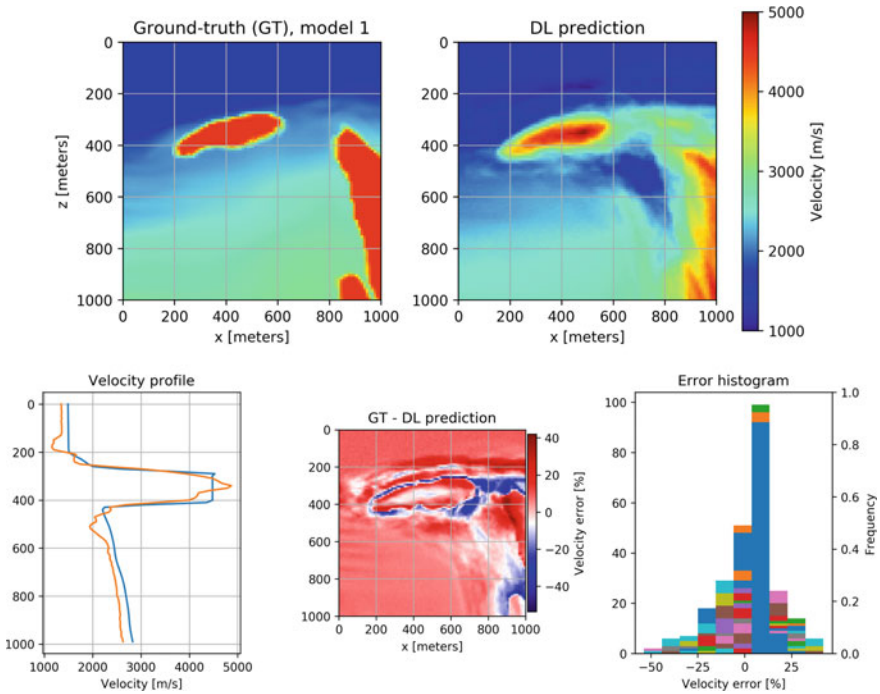 Ground-truth (GT), model 1
DL prediction
0
200
400
600
800
1000
z [meters]
0 200 400 600 800 1000
x [meters]
0
200
400
600
800
1000
0 200 400 600 800 1000
x [meters]
5000
4000
3000
2000
1000
Velocity [m/s]
Velocity profile
0
200
400
600
800
1000
1000 2000 3000 4000 5000
Velocity [m/s]
GT - DL prediction
0
200
400
600
800
1000
0 200 400 600 800 1000
x [meters]
40
20
0
−20
−40
Velocity error [%]
Error histogram
100
80
60
40
20
0
−50 −25 0 25
Velocity error [%]
1.0
0.8
0.6
0.4
0.2
0.0
Frequency